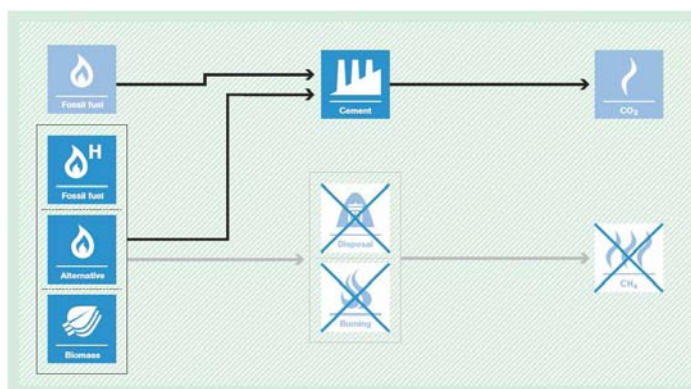 Fossil fuel
Cement
CO₂
H
Fossil fuel
Alternative
Biomass
Disposal
Burning
CH₄